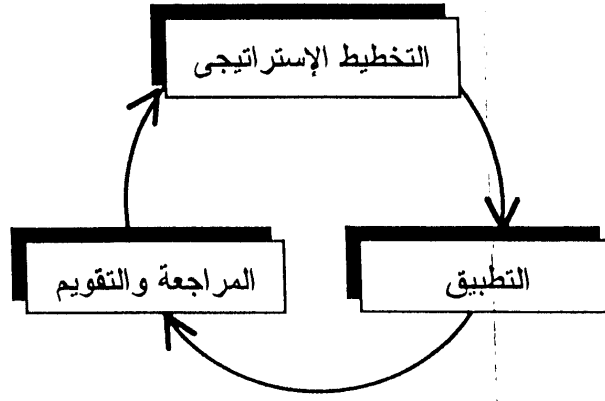 التخطيط الإستراتيجى
التطبيق
المراجعة والتقويم